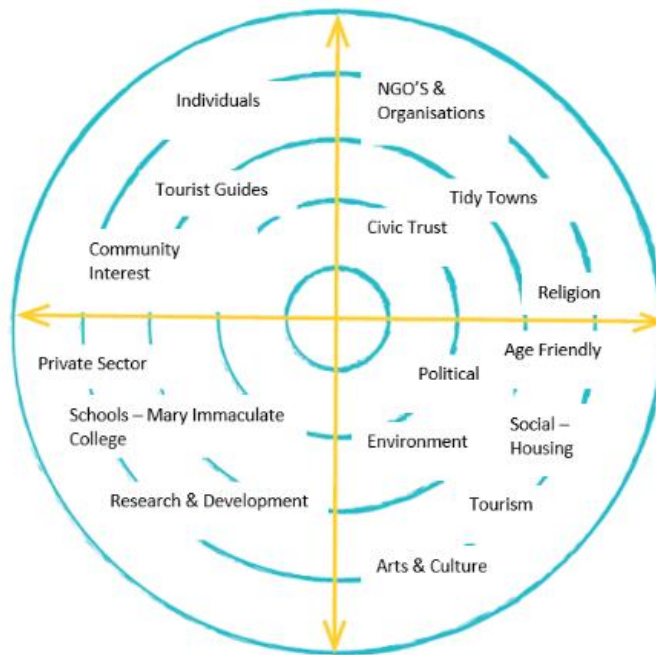 Individuals
NGO'S &
Organisations
Tourist Guides
Tidy Towns
Civic Trust
Community
Interest
Religion
Private Sector
Age Friendly
Political
Schools – Mary Immaculate
College
Social –
Housing
Environment
Research & Development
Tourism
Arts & Culture